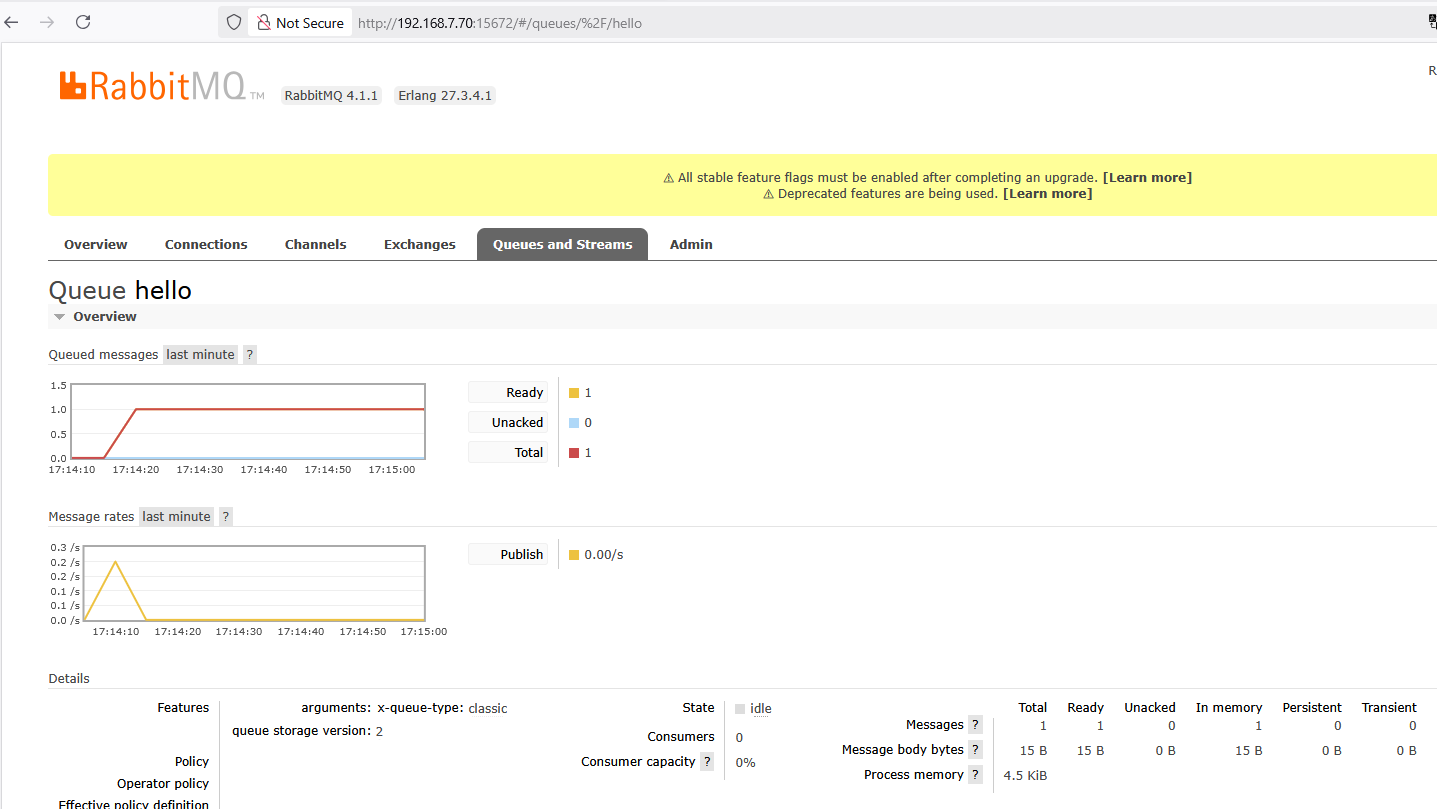 Not Secure http://192.168.7.70:15672/#/queues/%2F/hello
RabbitMQ TM RabbitMQ 4.1.1 Erlang 27.3.4.1
R
⚠ All stable feature flags must be enabled after completing an upgrade. [Learn more]
⚠ Deprecated features are being used. [Learn more]
Overview Connections Channels Exchanges Queues and Streams Admin
Queue hello
Overview
Queued messages last minute ?
1.5
1.0
0.5
0.0
17:14:10 17:14:20 17:14:30 17:14:40 17:14:50 17:15:00
Ready 1
Unacked 0
Total 1
Message rates last minute ?
0.3 /s
0.2 /s
0.2 /s
0.1 /s
0.1 /s
0.0 /s
17:14:10 17:14:20 17:14:30 17:14:40 17:14:50 17:15:00
Publish 0.00/s
Details
Features arguments: x-queue-type: classic
queue storage version: 2
Policy
Operator policy
Effective policy definition
State idle
Consumers 0
Consumer capacity ? 0%
Total Ready Unacked In memory Persistent Transient
Messages ? 1 1 0 1 0 0
Message body bytes ? 15 B 15 B 0 B 15 B 0 B 0 B
Process memory ? 4.5 KiB